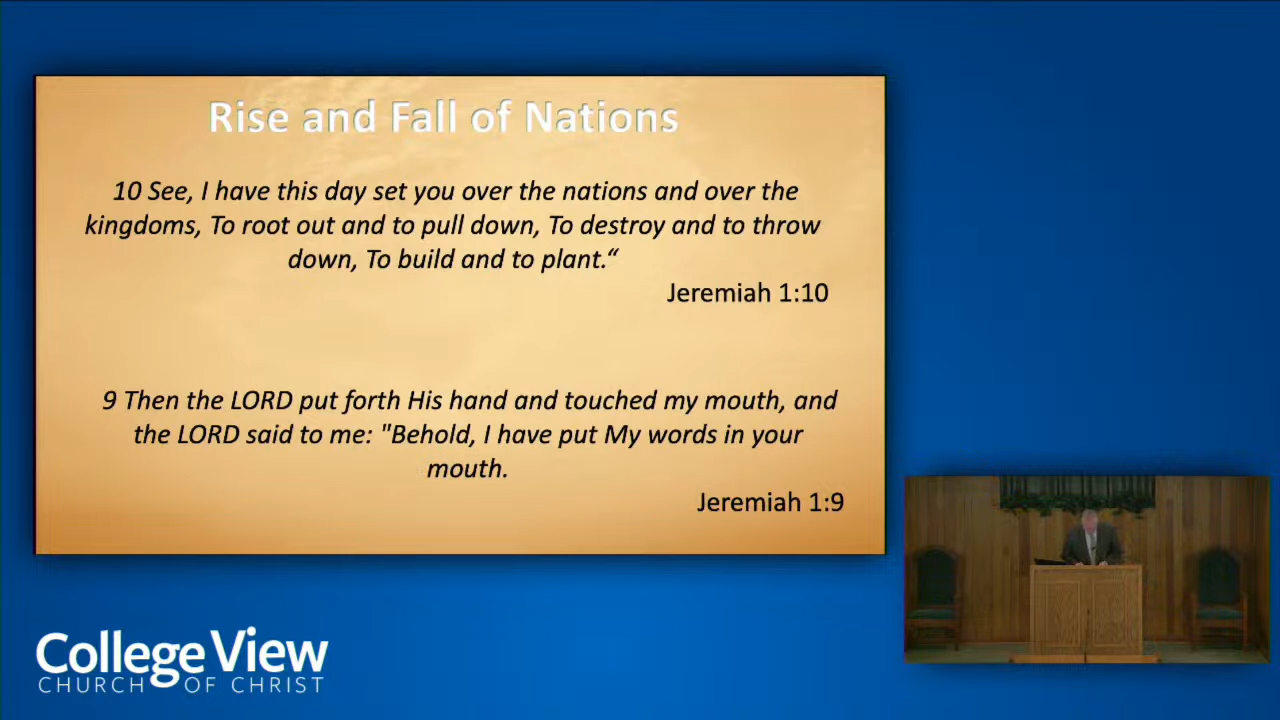 Rise and Fall of Nations
10 See, I have this day set you over the nations and over the
kingdoms, To root out and to pull down, To destroy and to throw
down, To build and to plant.“
Jeremiah 1:10
9 Then the LORD put forth His hand and touched my mouth, and
the LORD said to me: "Behold, I have put My words in your
mouth.
Jeremiah 1:9
College View
CHURCH OF CHRIST